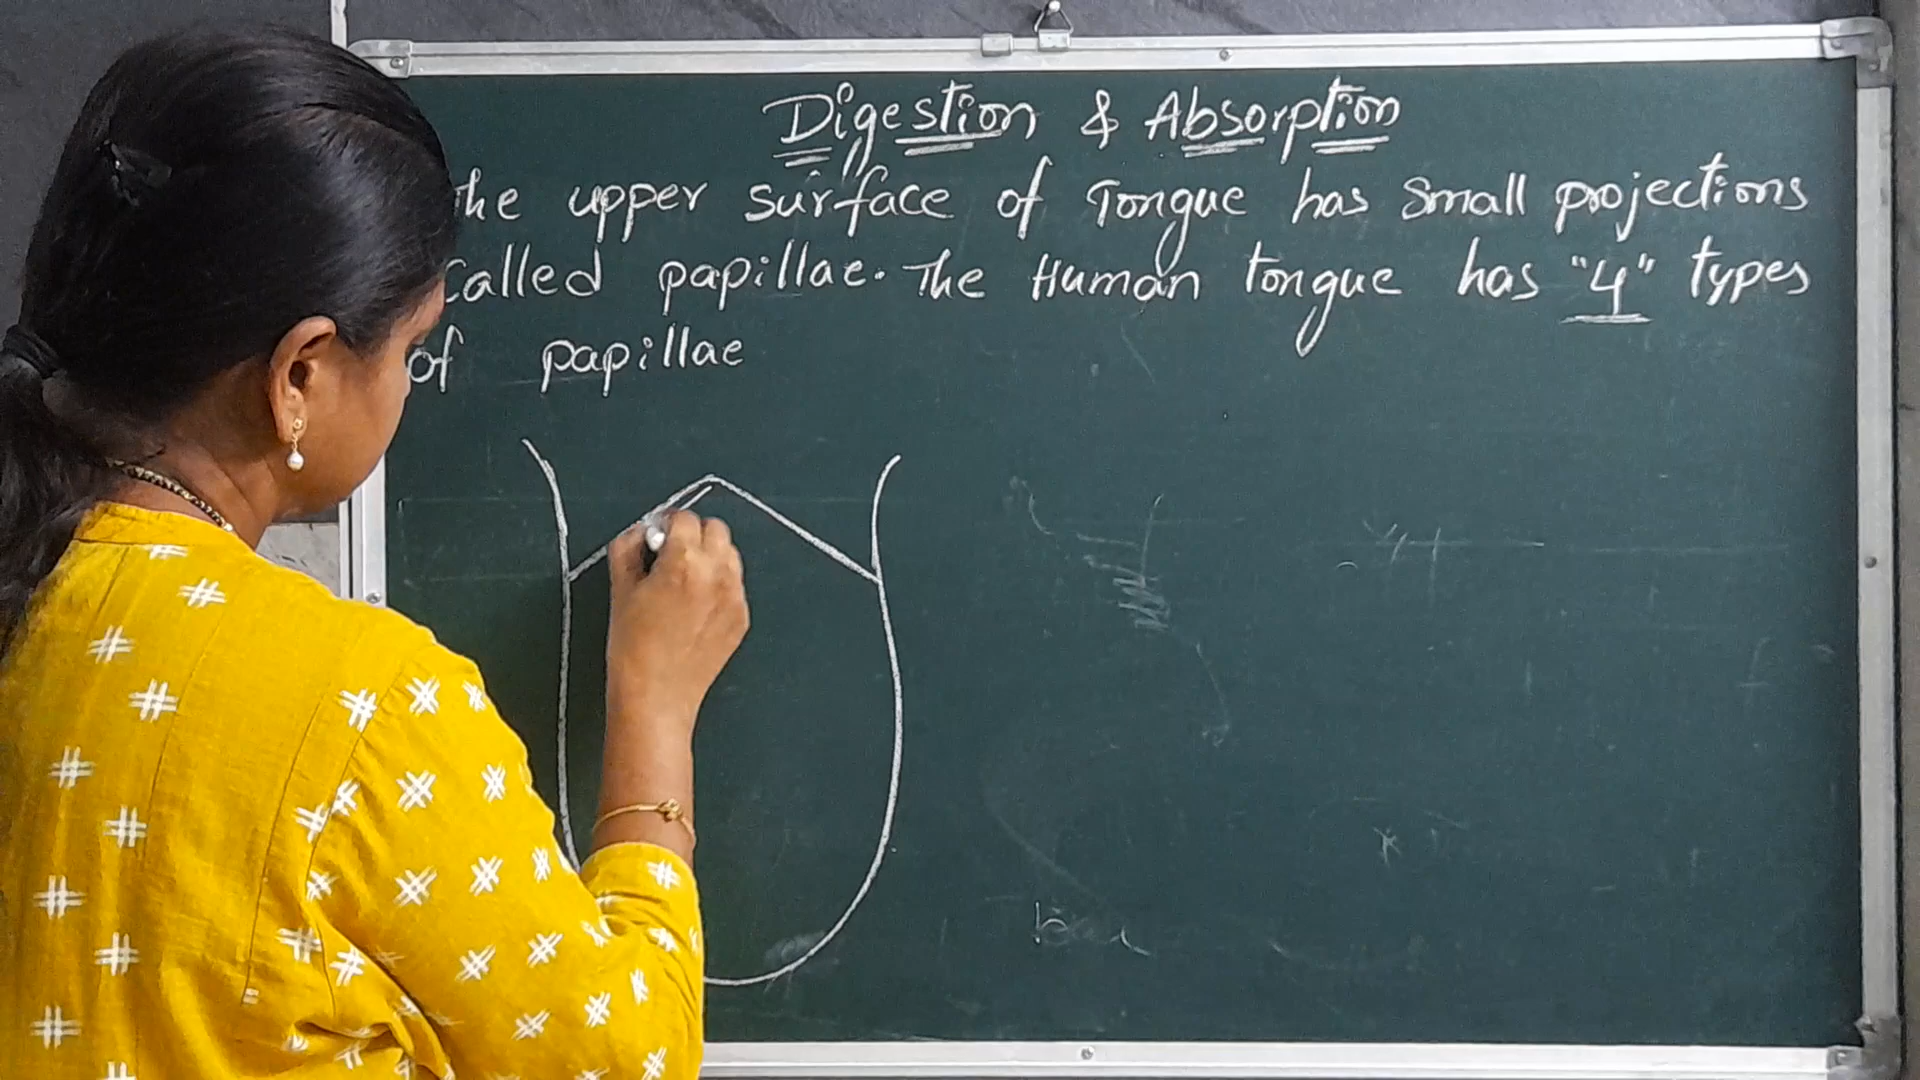 Digestion & Absorption
he upper surface of Tongue has small projections
called papillae. The Human tongue has "4" types
of papillae